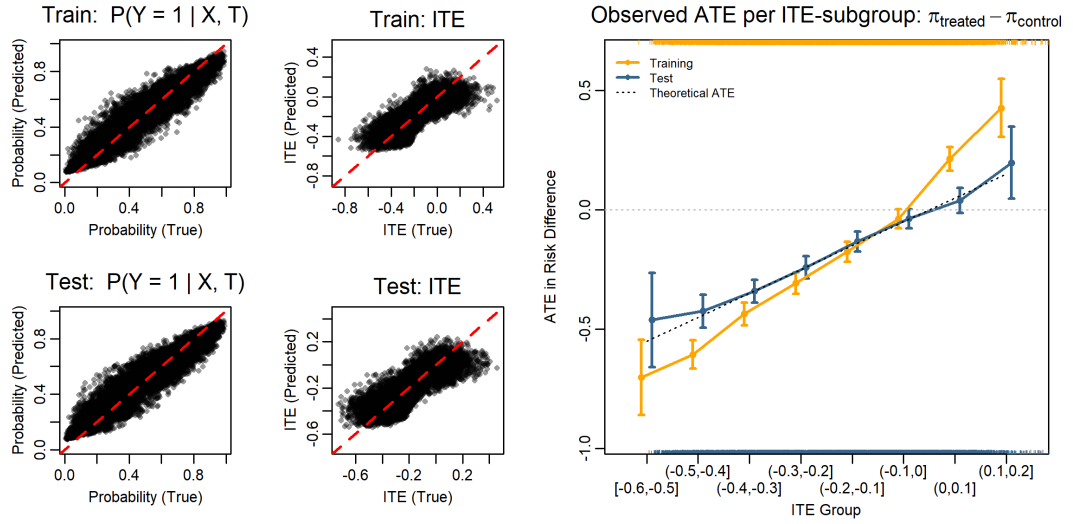 Train:  P(Y = 1 | X, T)
Probability (Predicted)
0.0 0.4 0.8
0.0 0.4 0.8
Probability (True)
Train: ITE
ITE (Predicted)
-0.8 -0.4 0.0 0.4
-0.8 -0.4 0.0 0.4
ITE (True)
Test:  P(Y = 1 | X, T)
Probability (Predicted)
0.0 0.4 0.8
0.0 0.4 0.8
Probability (True)
Test: ITE
ITE (Predicted)
-0.6 -0.2 0.2
-0.6 -0.2 0.2
ITE (True)
Observed ATE per ITE-subgroup: πtreated − πcontrol
Training
Test
Theoretical ATE
ATE in Risk Difference
-1.0 -0.5 0.0 0.5
(-0.5,-0.4] (-0.3,-0.2] (-0.1,0] (0.1,0.2]
[-0.6,-0.5] (-0.4,-0.3] (-0.2,-0.1] (0,0.1]
ITE Group